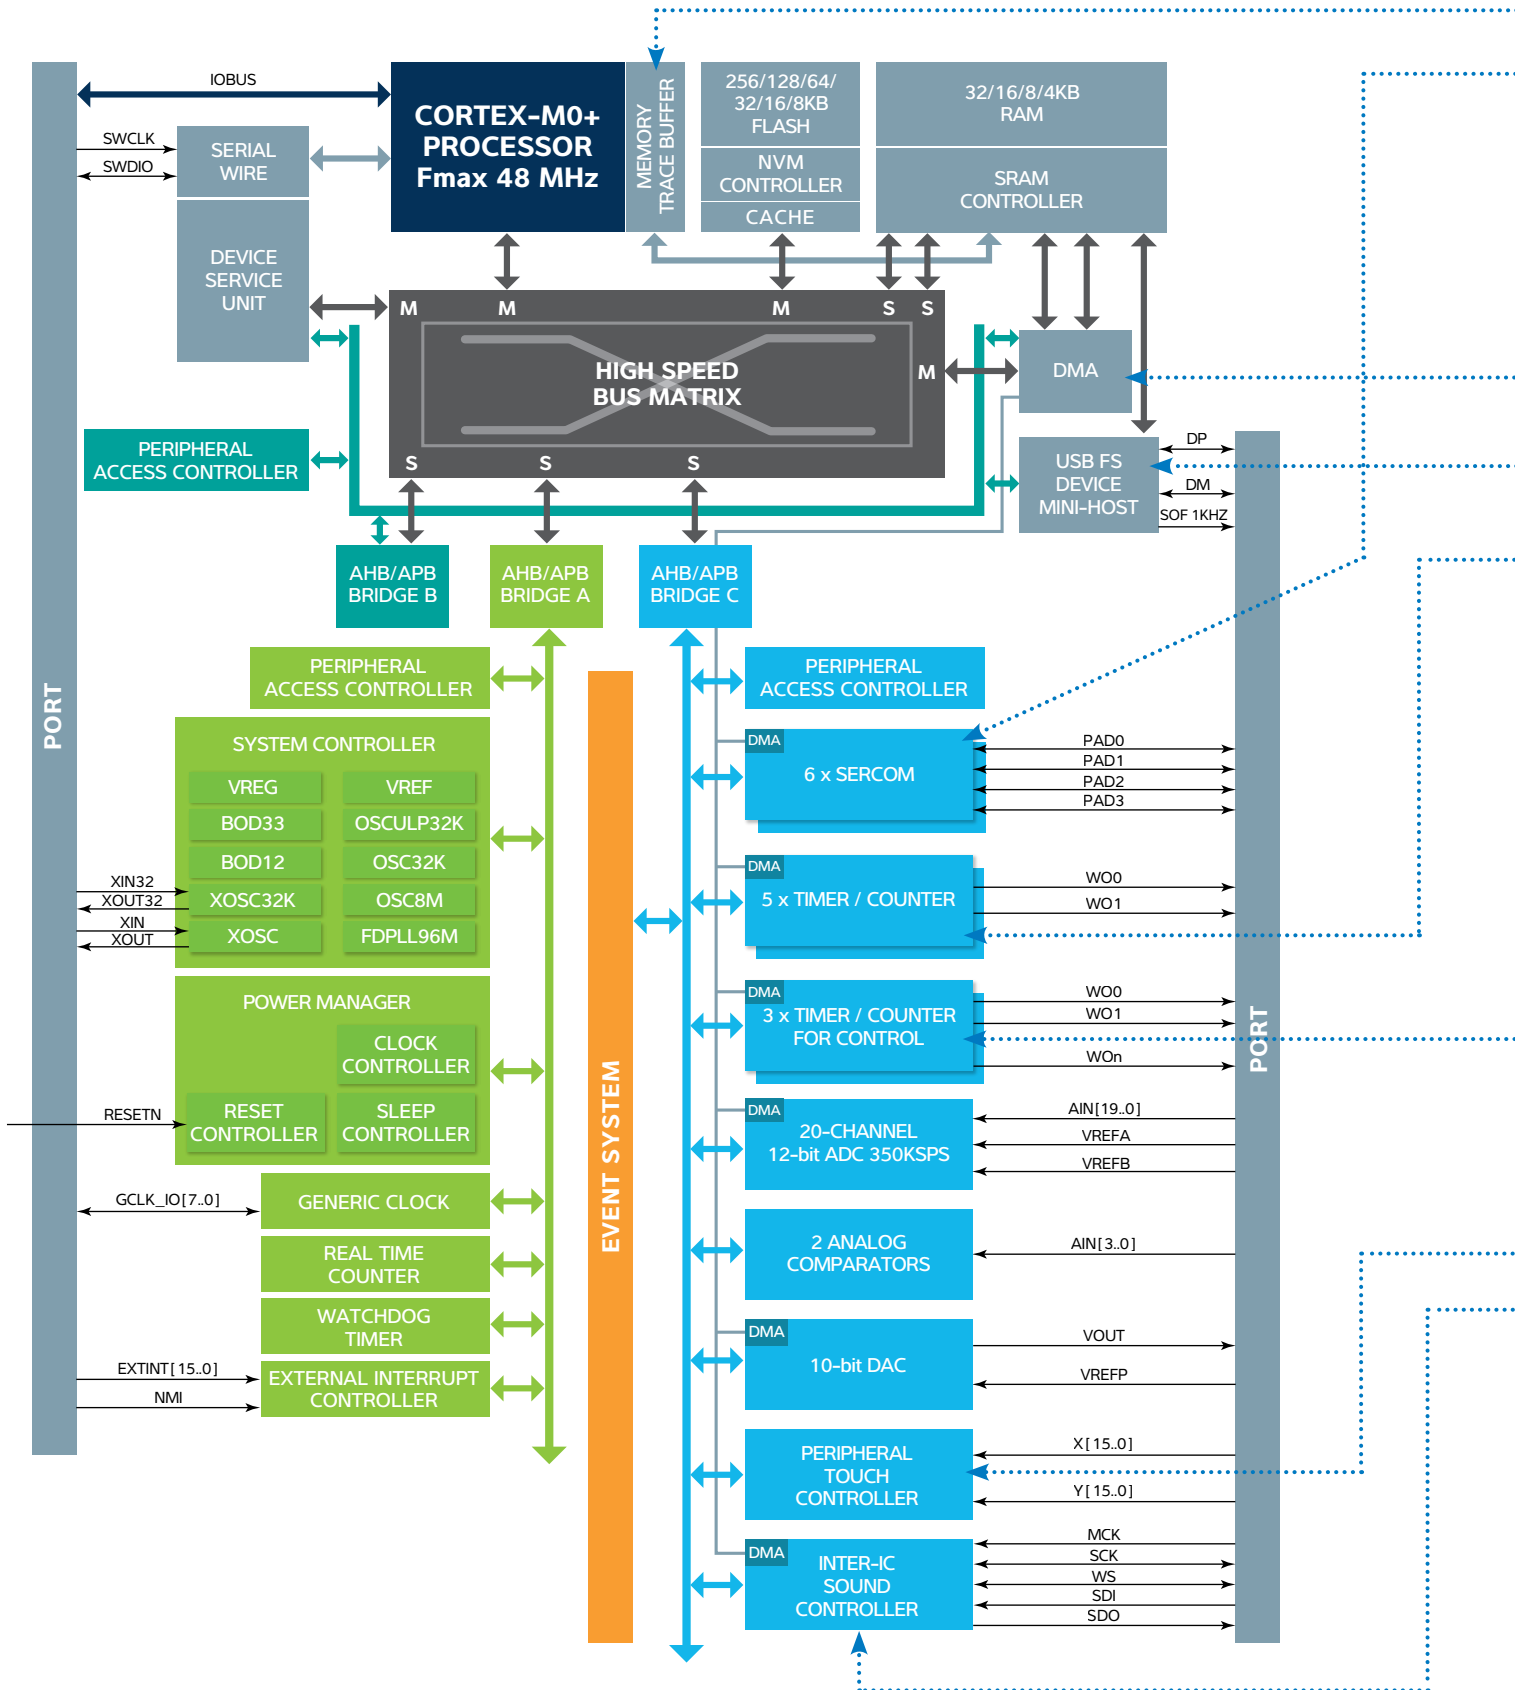 IOBUS
CORTEX-M0+
PROCESSOR
Fmax 48 MHz
MEMORY
TRACE BUFFER
256/128/64/
32/16/8KB
FLASH
NVM
CONTROLLER
CACHE
32/16/8/4KB
RAM
SRAM
CONTROLLER
SWCLK
SWDIO
SERIAL
WIRE
DEVICE
SERVICE
UNIT
M
M
M
S
S
HIGH SPEED
BUS MATRIX
M
S
S
S
DMA
PERIPHERAL
ACCESS CONTROLLER
USB FS
DEVICE
MINI-HOST
DP
DM
SOF 1KHZ
AHB/APB
BRIDGE B
AHB/APB
BRIDGE A
AHB/APB
BRIDGE C
PORT
PERIPHERAL
ACCESS CONTROLLER
SYSTEM CONTROLLER
VREG
VREF
BOD33
OSCULP32K
BOD12
OSC32K
XOSC32K
OSC8M
XOSC
FDPLL96M
XIN32
XOUT32
XIN
XOUT
POWER MANAGER
CLOCK
CONTROLLER
RESET
CONTROLLER
SLEEP
CONTROLLER
RESETN
GCLK_IO[7..0]
GENERIC CLOCK
REAL TIME
COUNTER
WATCHDOG
TIMER
EXTINT[15..0]
NMI
EXTERNAL INTERRUPT
CONTROLLER
EVENT SYSTEM
PERIPHERAL
ACCESS CONTROLLER
DMA
6 x SERCOM
PAD0
PAD1
PAD2
PAD3
DMA
5 x TIMER / COUNTER
WO0
WO1
DMA
3 x TIMER / COUNTER
FOR CONTROL
WO0
WO1
WOn
PORT
DMA
20-CHANNEL
12-bit ADC 350KSPS
AIN[19..0]
VREFA
VREFB
2 ANALOG
COMPARATORS
AIN[3..0]
DMA
10-bit DAC
VOUT
VREFP
PERIPHERAL
TOUCH
CONTROLLER
X[15..0]
Y[15..0]
DMA
INTER-IC
SOUND
CONTROLLER
MCK
SCK
WS
SDI
SDO